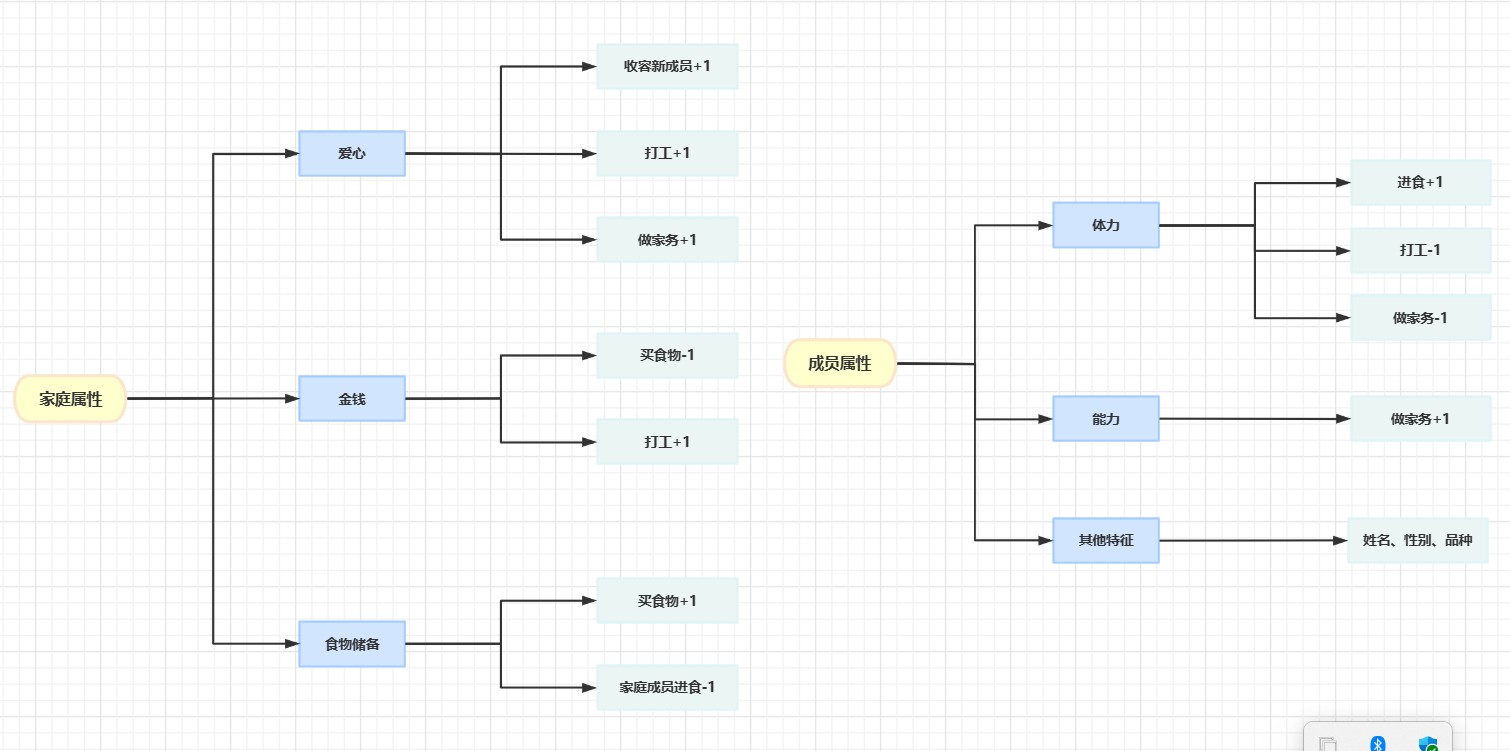 家庭属性
爱心
收容新成员+1
打工+1
做家务+1
金钱
买食物-1
打工+1
食物储备
买食物+1
家庭成员进食-1
成员属性
体力
进食+1
打工-1
做家务-1
能力
做家务+1
其他特征
姓名、性别、品种